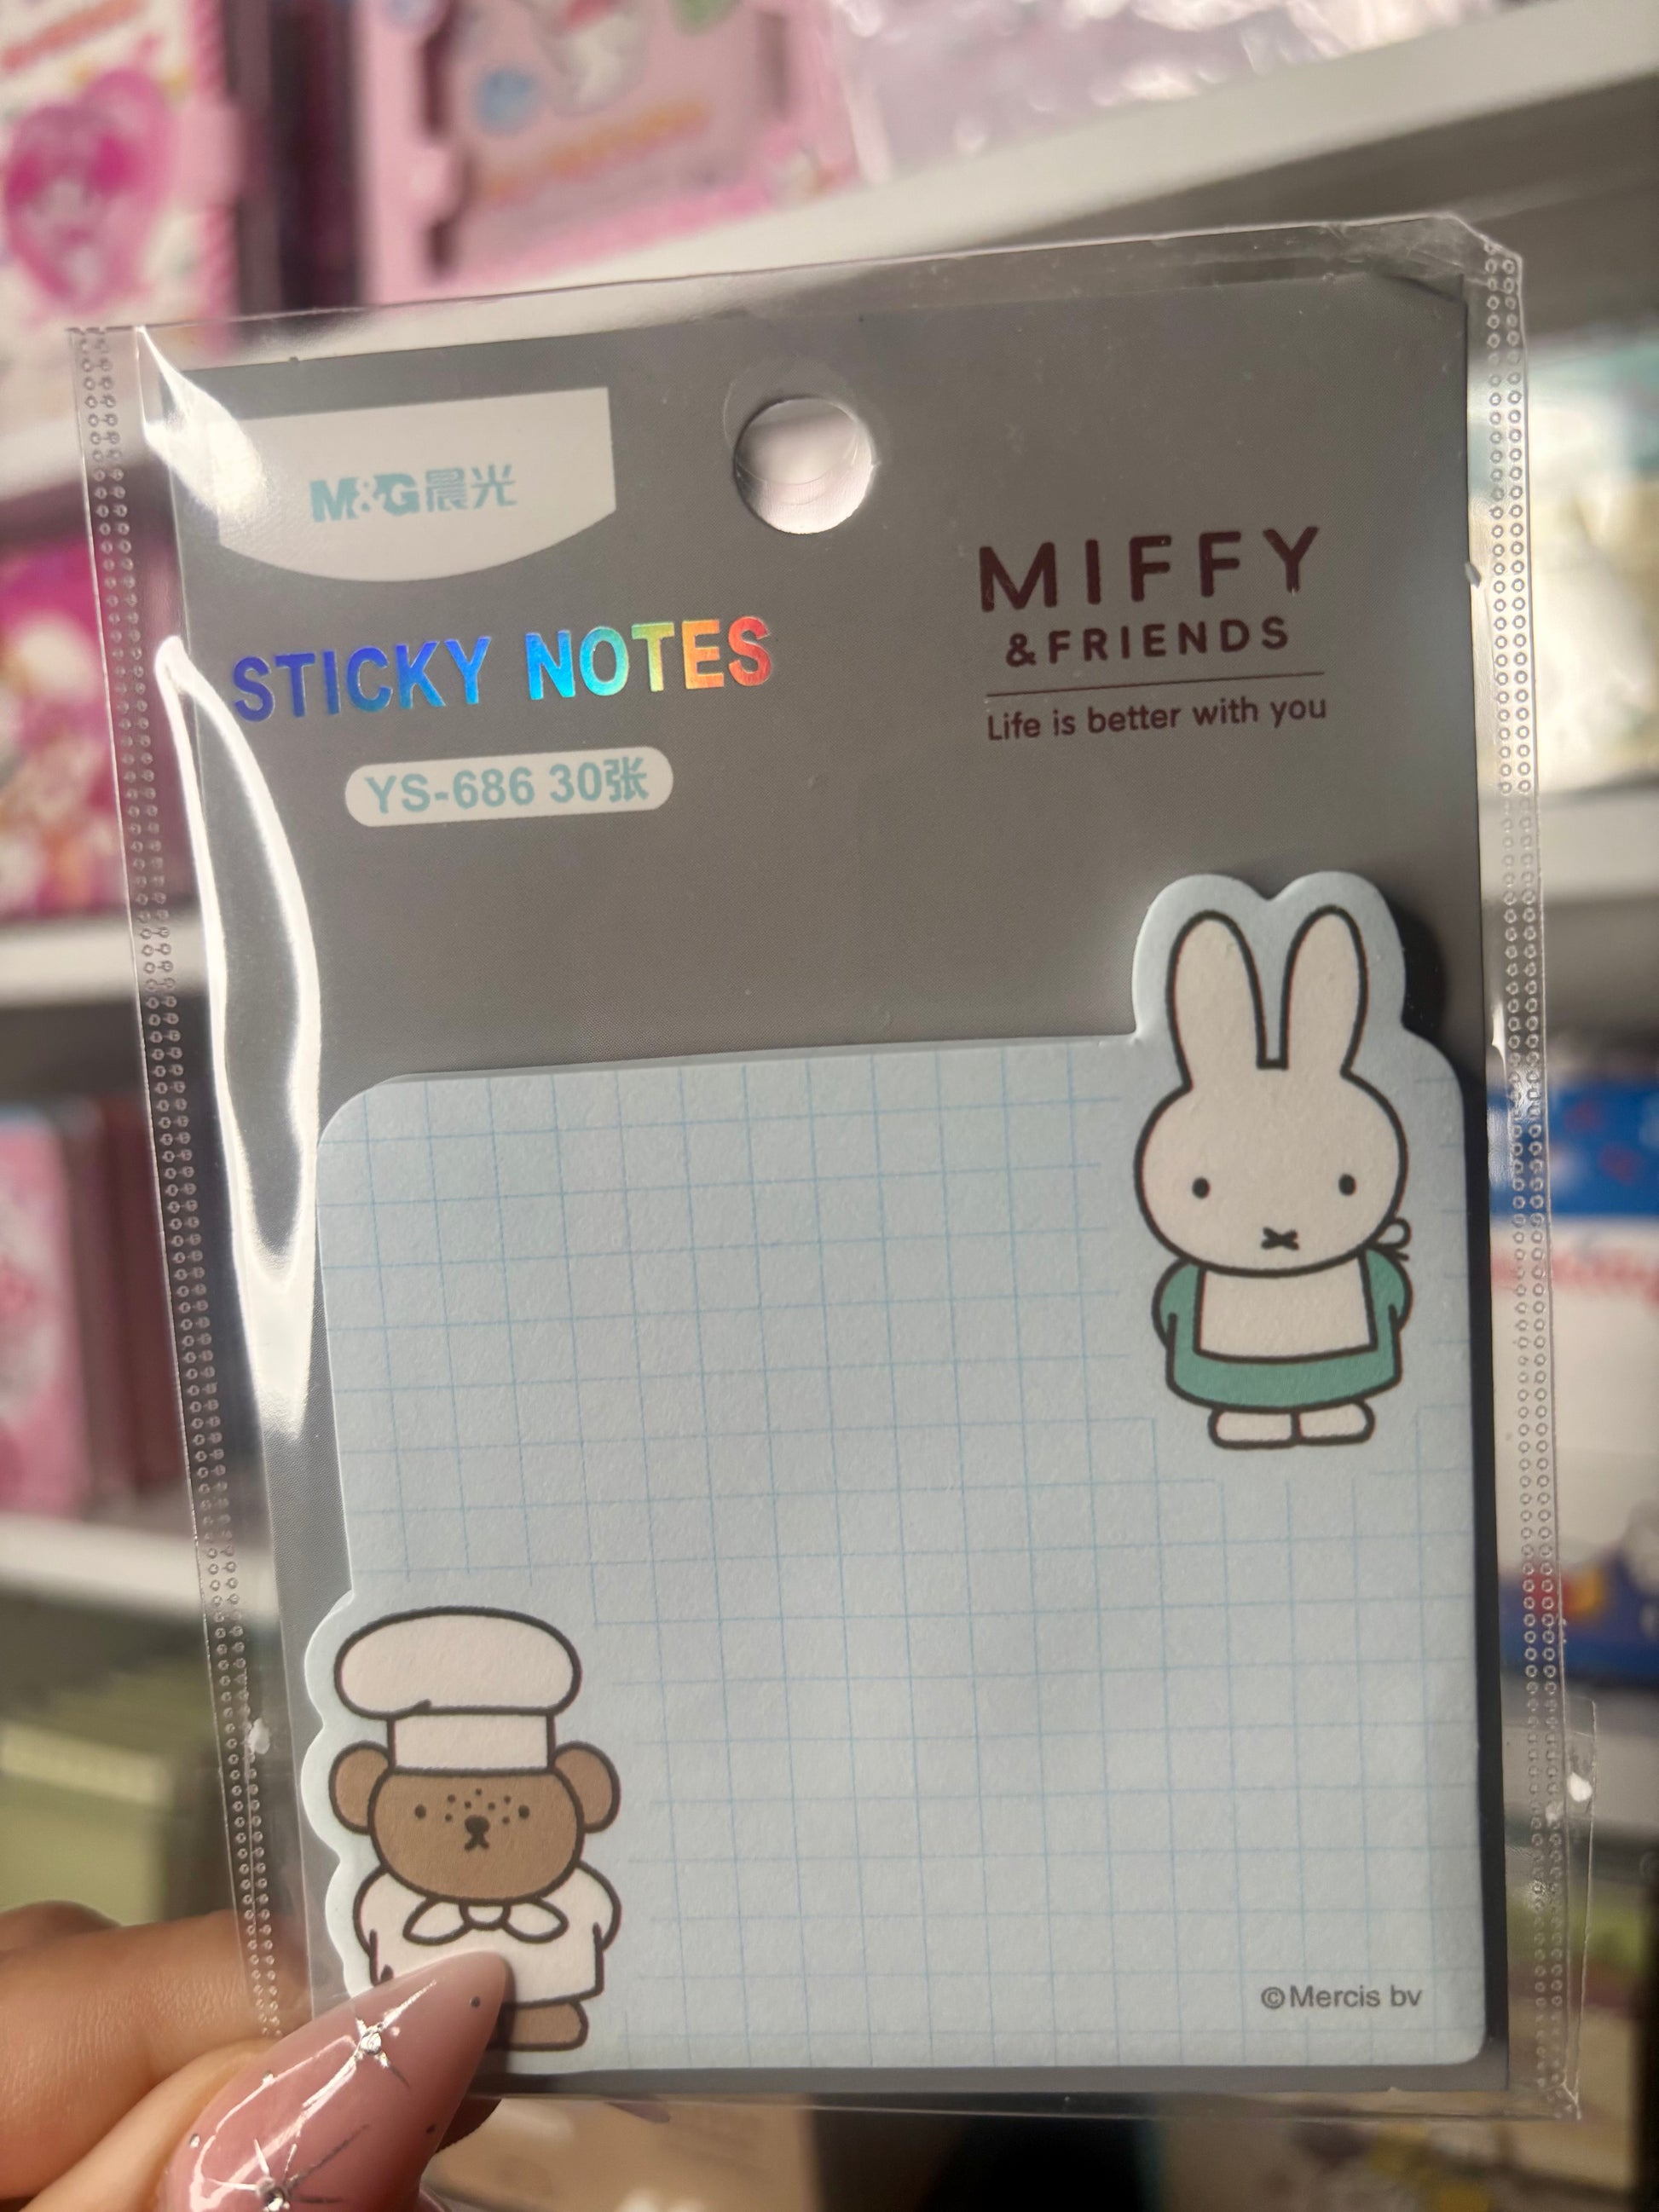 M&G晨光
STICKY NOTES
YS-686 30张
MIFFY
&FRIENDS
Life is better with you
©Mercis bv